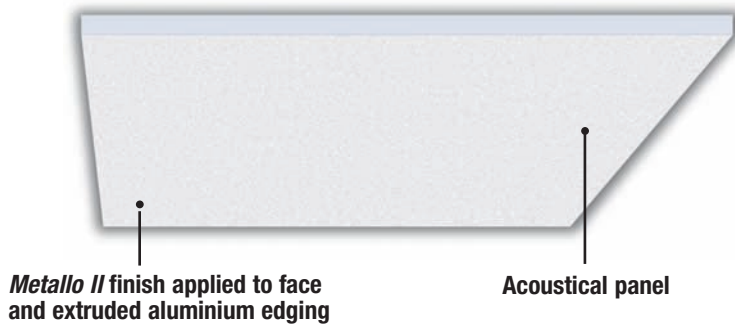 Metallo II finish applied to face
and extruded aluminium edging
Acoustical panel